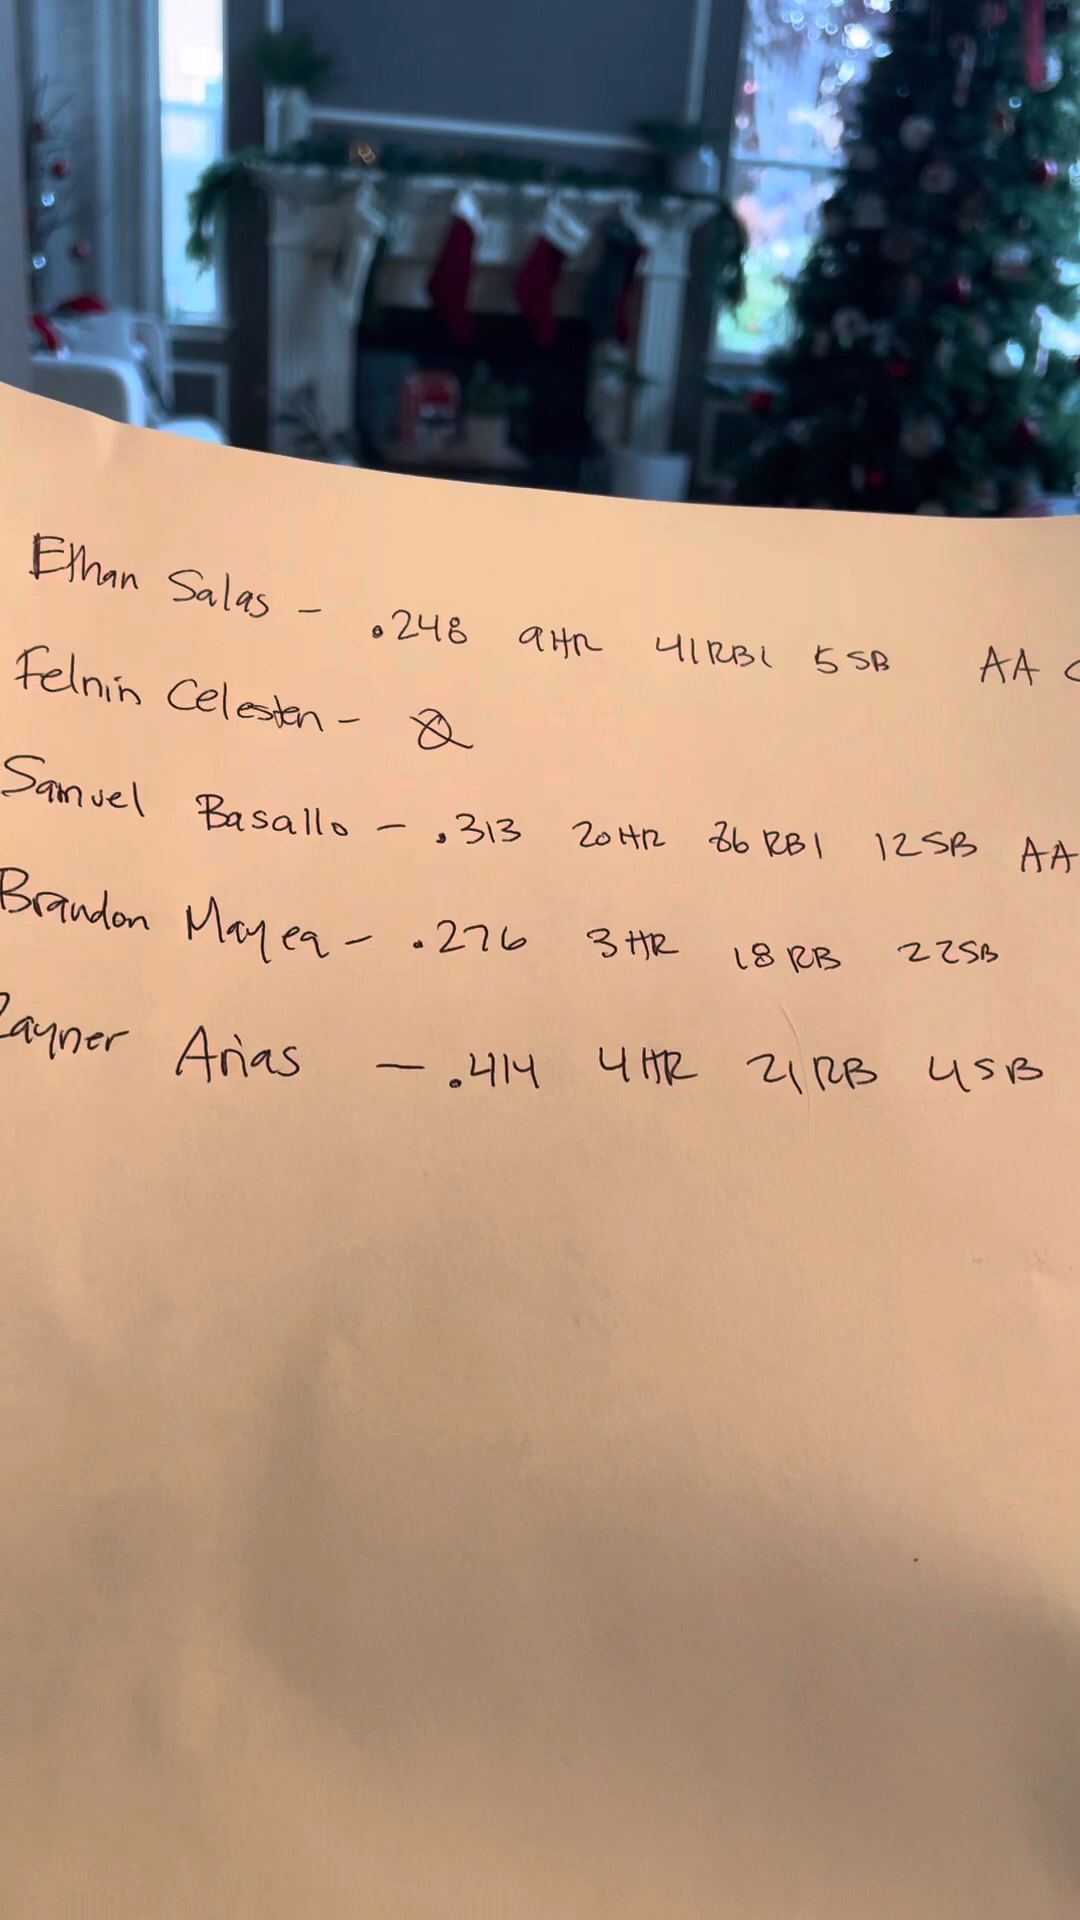 Ethan Salas - .248 9HR 41RBI 5SB AA C
Felnin Celesten -
Samuel Basallo - .313 20HR 86RBI 12SB AA
Brandon Mayea - .276 3HR 18RB 22SB
Rayner Arias - .414 4HR 21RB 4SB